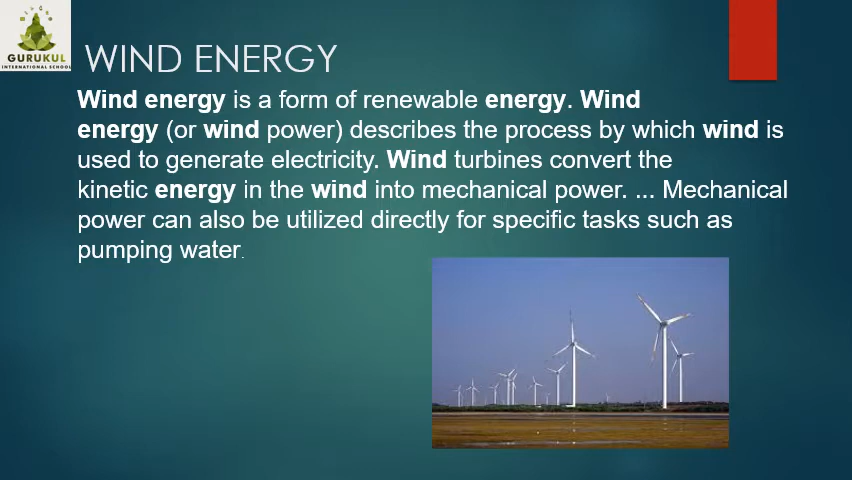 GURUKUL
INTERNATIONAL SCHOOL
WIND ENERGY
Wind energy is a form of renewable energy. Wind
energy (or wind power) describes the process by which wind is
used to generate electricity. Wind turbines convert the
kinetic energy in the wind into mechanical power. ... Mechanical
power can also be utilized directly for specific tasks such as
pumping water.